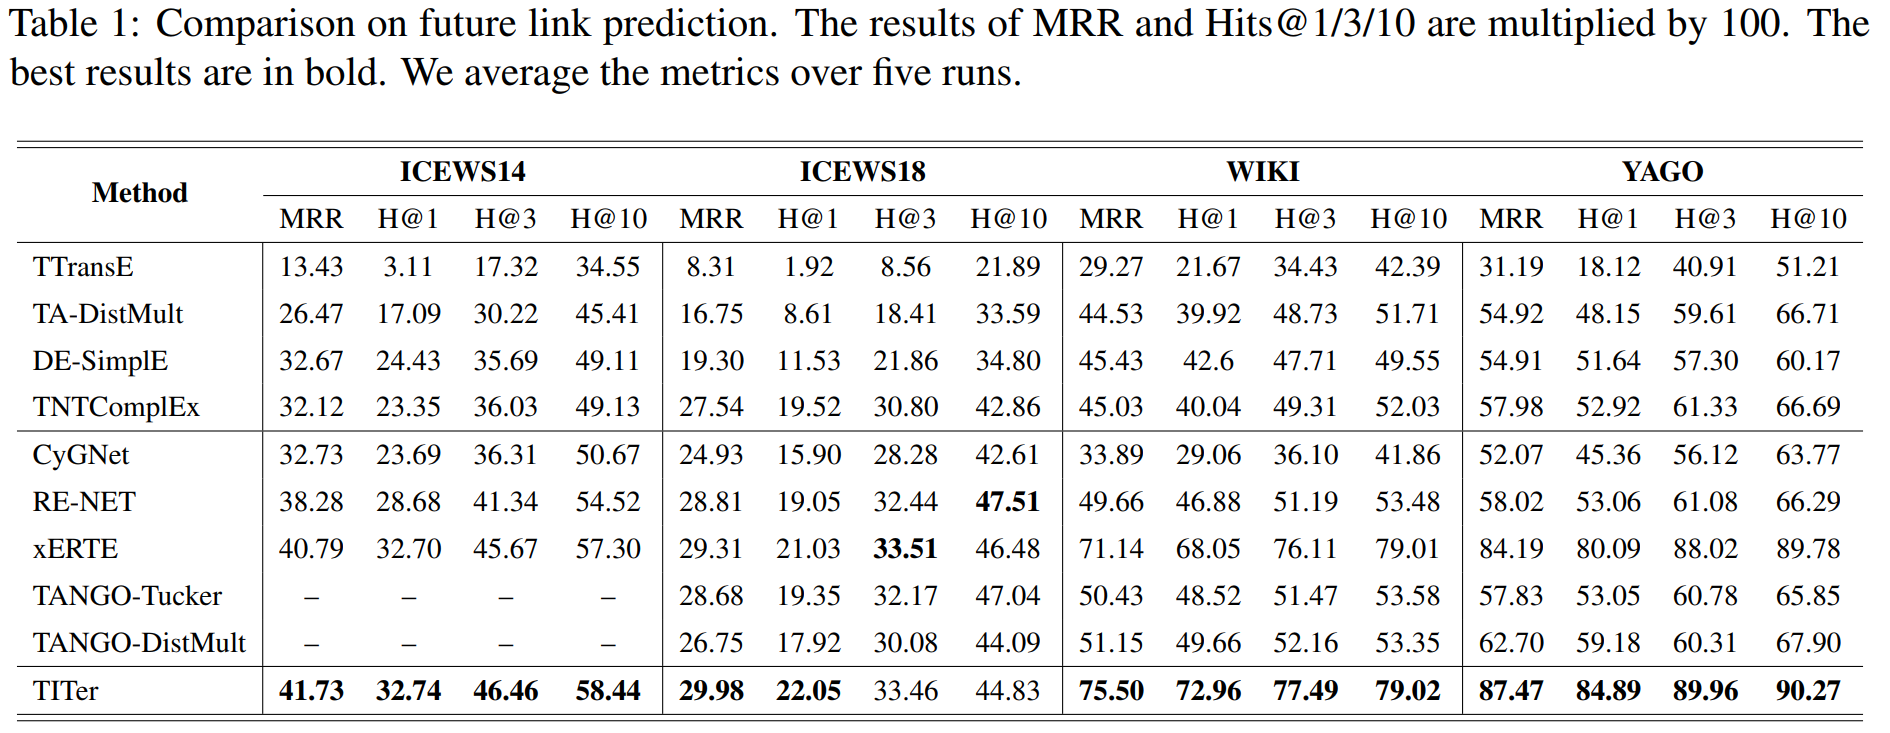 Table 1: Comparison on future link prediction. The results of MRR and Hits@1/3/10 are multiplied by 100. The
best results are in bold. We average the metrics over five runs.
Method ICEWS14 ICEWS18 WIKI YAGO
MRR H@1 H@3 H@10 MRR H@1 H@3 H@10 MRR H@1 H@3 H@10 MRR H@1 H@3 H@10
TTransE 13.43 3.11 17.32 34.55 8.31 1.92 8.56 21.89 29.27 21.67 34.43 42.39 31.19 18.12 40.91 51.21
TA-DistMult 26.47 17.09 30.22 45.41 16.75 8.61 18.41 33.59 44.53 39.92 48.73 51.71 54.92 48.15 59.61 66.71
DE-SimplE 32.67 24.43 35.69 49.11 19.30 11.53 21.86 34.80 45.43 42.6 47.71 49.55 54.91 51.64 57.30 60.17
TNTComplEx 32.12 23.35 36.03 49.13 27.54 19.52 30.80 42.86 45.03 40.04 49.31 52.03 57.98 52.92 61.33 66.69
CyGNet 32.73 23.69 36.31 50.67 24.93 15.90 28.28 42.61 33.89 29.06 36.10 41.86 52.07 45.36 56.12 63.77
RE-NET 38.28 28.68 41.34 54.52 28.81 19.05 32.44 47.51 49.66 46.88 51.19 53.48 58.02 53.06 61.08 66.29
xERTE 40.79 32.70 45.67 57.30 29.31 21.03 33.51 46.48 71.14 68.05 76.11 79.01 84.19 80.09 88.02 89.78
TANGO-Tucker – – – – 28.68 19.35 32.17 47.04 50.43 48.52 51.47 53.58 57.83 53.05 60.78 65.85
TANGO-DistMult – – – – 26.75 17.92 30.08 44.09 51.15 49.66 52.16 53.35 62.70 59.18 60.31 67.90
TITer 41.73 32.74 46.46 58.44 29.98 22.05 33.46 44.83 75.50 72.96 77.49 79.02 87.47 84.89 89.96 90.27